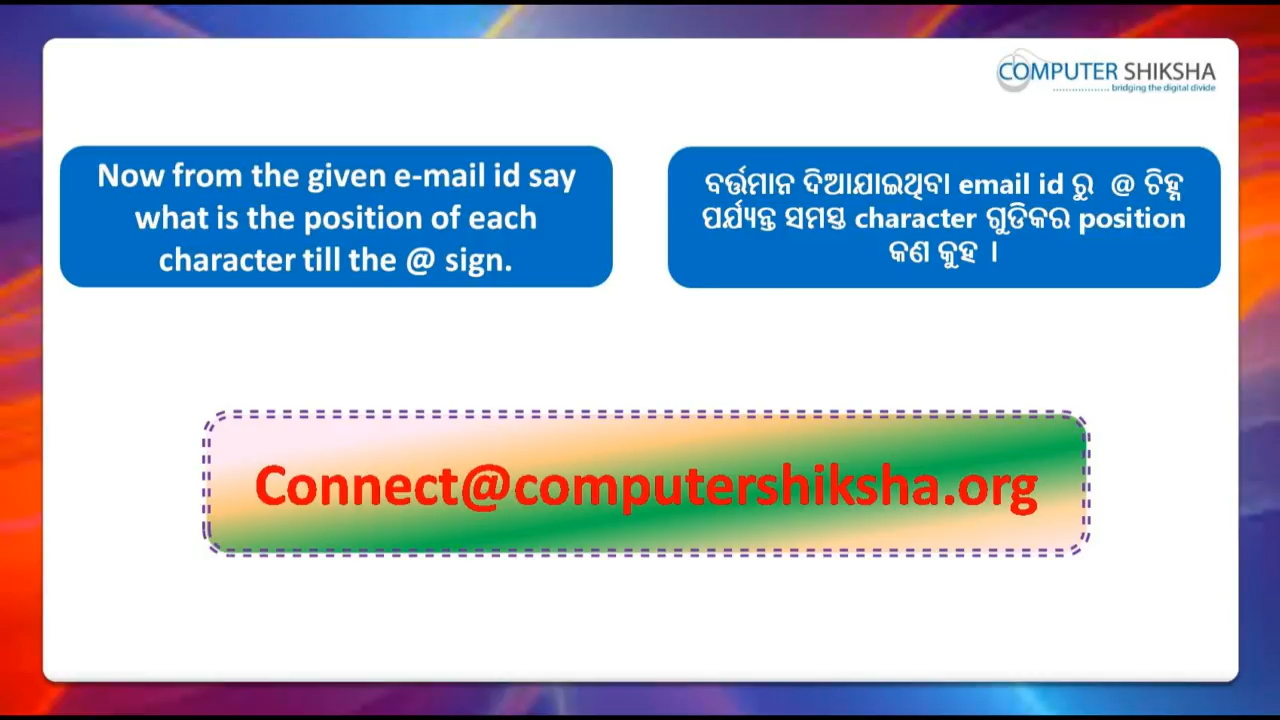 COMPUTER SHIKSHA
bridging the digital divide
Now from the given e-mail id say
what is the position of each
character till the @ sign.
ବର୍ତ୍ତମାନ ଦିଆଯାଇଥିବା email id ରୁ @ ଚିହ୍ନ
ପର୍ଯ୍ୟନ୍ତ ସମସ୍ତ character ଗୁଡିକର position
କଣ କୁହ ।
Connect@computershiksha.org